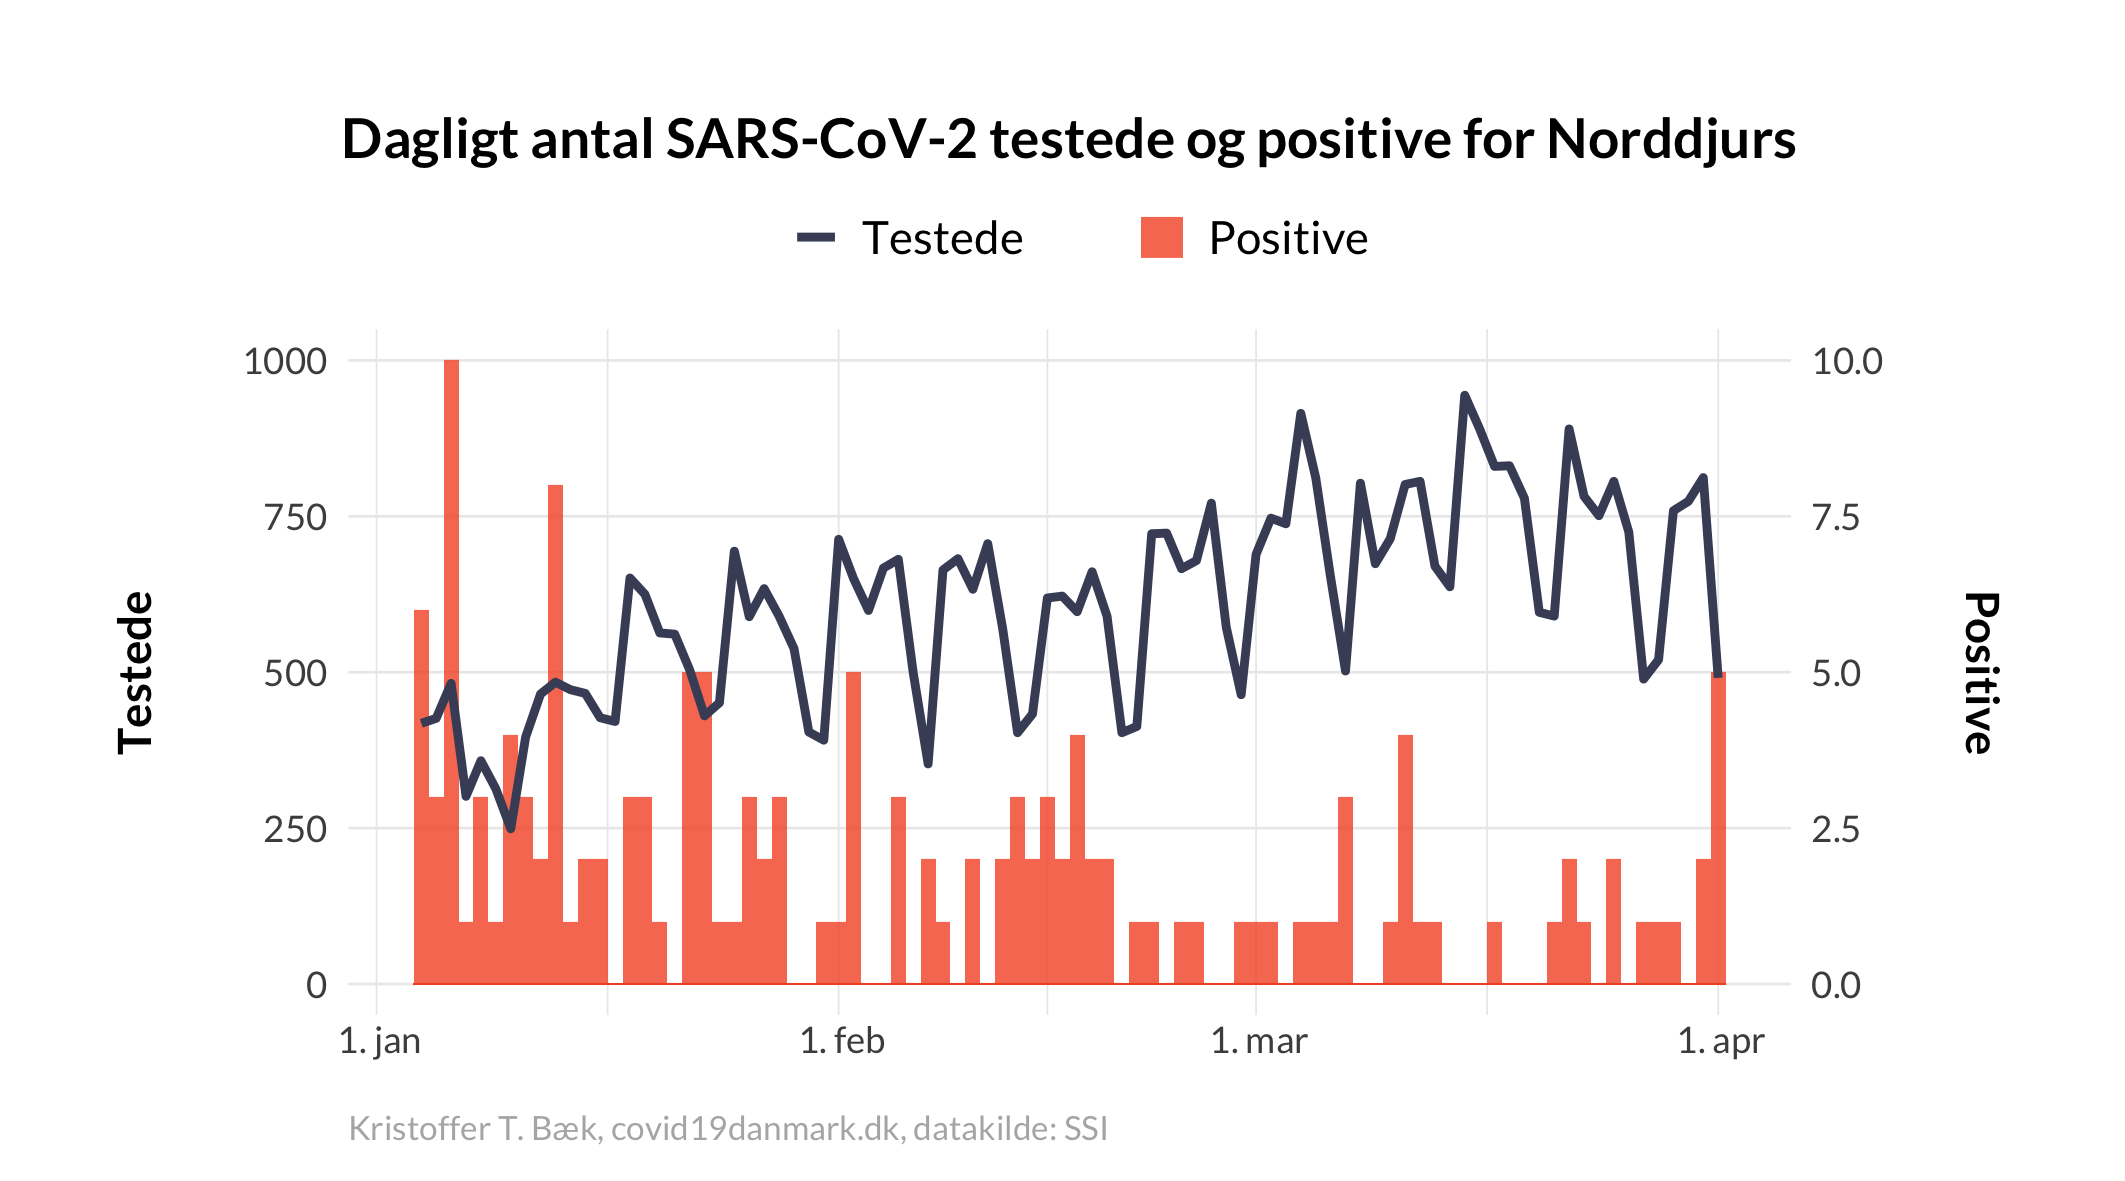 Dagligt antal SARS-CoV-2 testede og positive for Norddjurs
Testede
Positive
1000
750
500
250
0
10.0
7.5
5.0
2.5
0.0
Testede
Positive
1. jan
1. feb
1. mar
1. apr
Kristoffer T. Bæk, covid19danmark.dk, datakilde: SSI